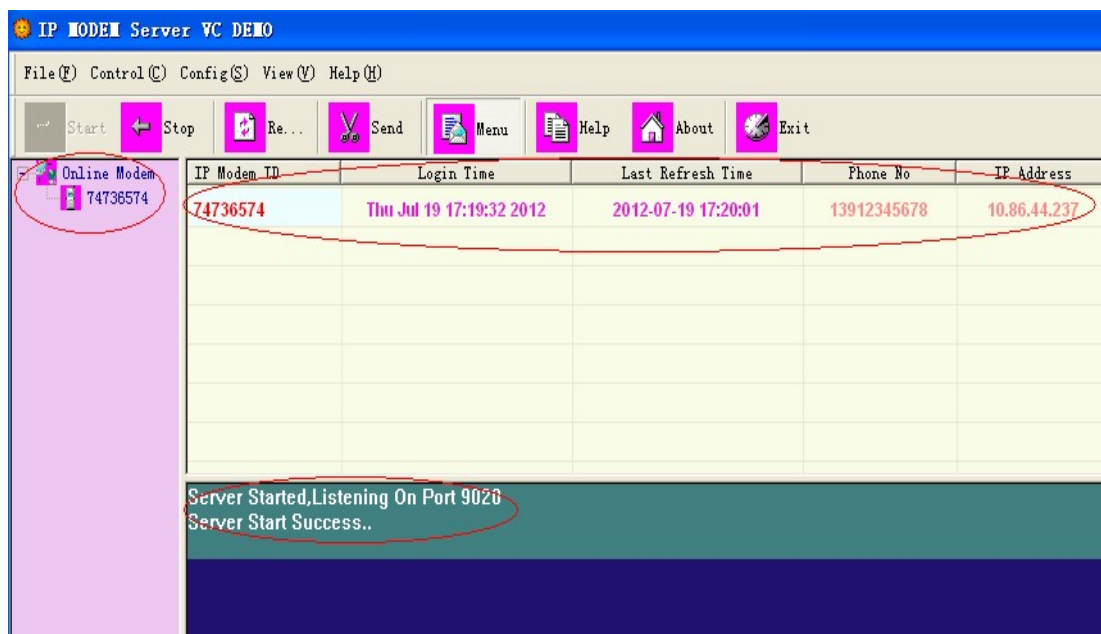 IP MODEM Server VC DEMO
File(F) Control(C) Config(S) View(V) Help(H)
Start Stop Re... Send Menu Help About Exit
Online Modem
74736574
IP Modem ID Login Time Last Refresh Time Phone No IP Address
74736574 Thu Jul 19 17:19:32 2012 2012-07-19 17:20:01 13912345678 10.86.44.237
Server Started,Listening On Port 9020
Server Start Success..